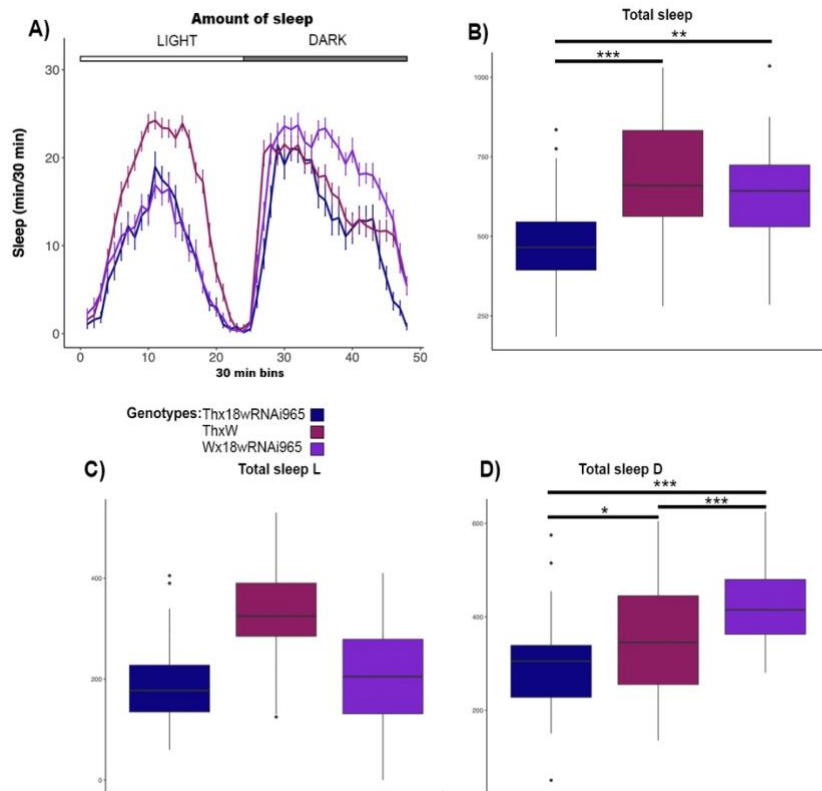 Amount of sleep
A)
LIGHT DARK
30
20
10
0
Sleep (min/30 min)
0 10 20 30 40 50
30 min bins
Total sleep
B)
**
***
1000
750
500
250
Genotypes: Thx18wRNAi965
ThxW
Wx18wRNAi965
C)
Total sleep L
400
200
0
D)
Total sleep D
***
* ***
600
400
200